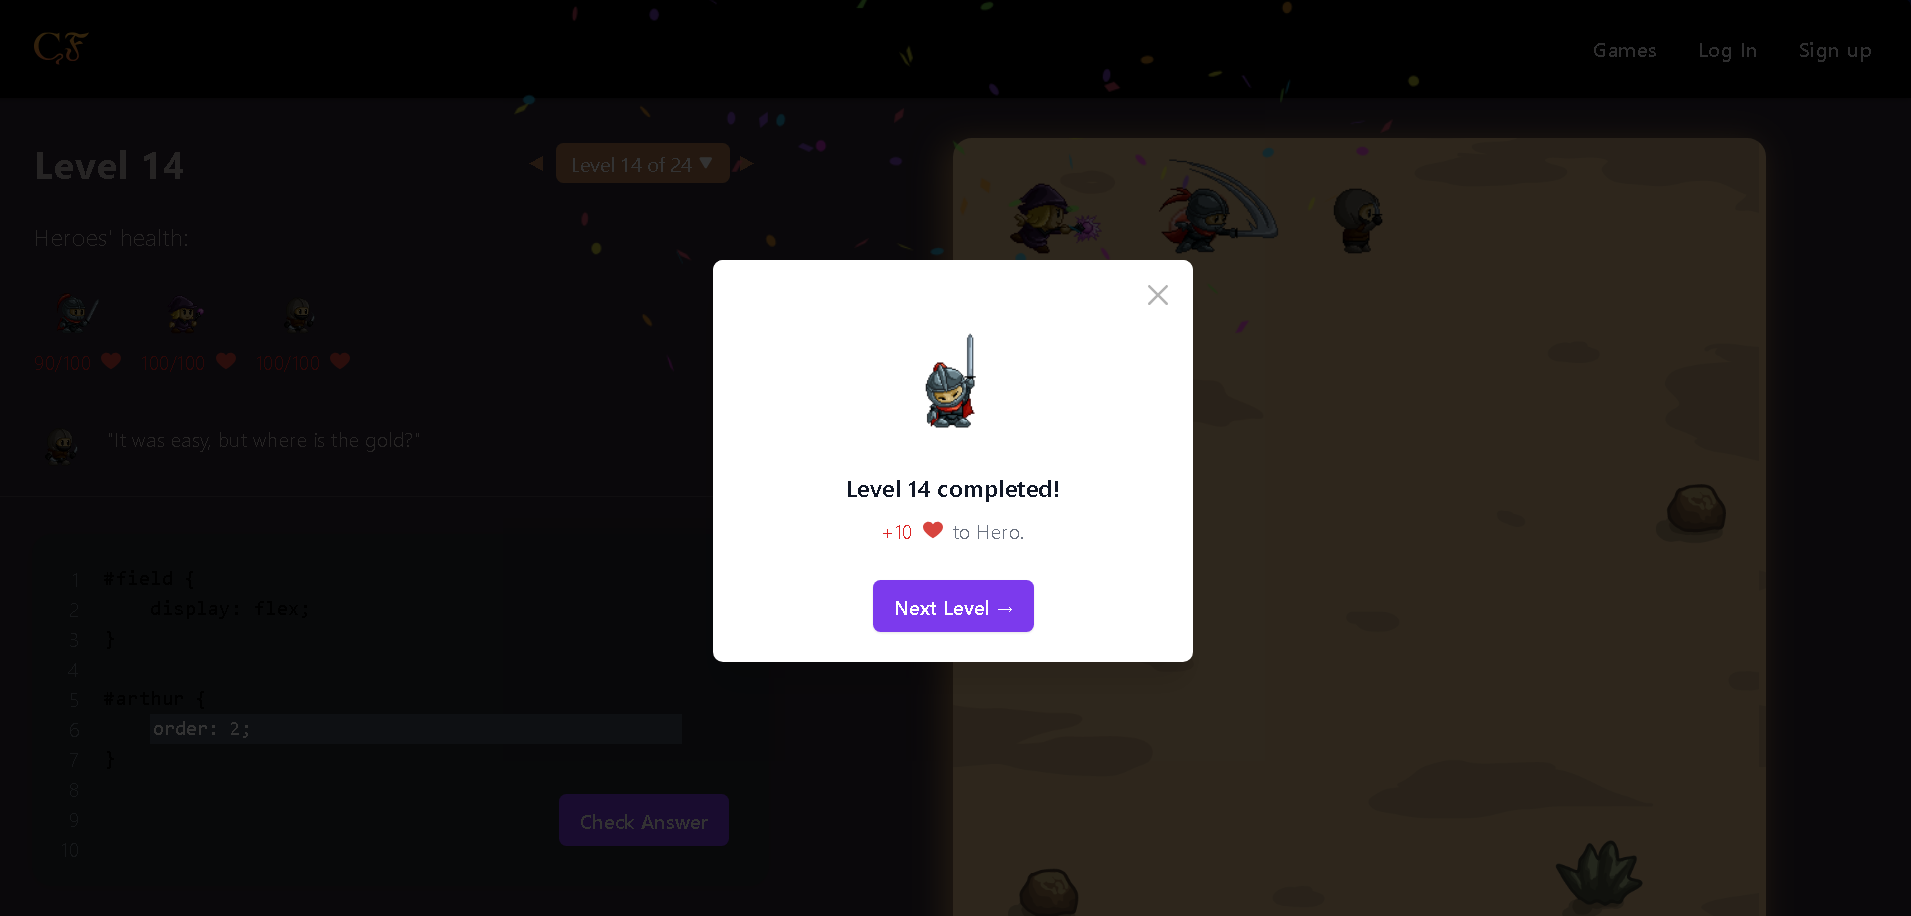 CF
Games
Log In
Sign up
Level 14
Level 14 of 24 ▼
Heroes' health:
90/100
100/100
100/100
"It was easy, but where is the gold?"
Level 14 completed!
+10 to Hero.
Next Level →
1 #field {
2 display: flex;
3 }
4
5 #arthur {
6 order: 2;
7 }
8
9
10
Check Answer